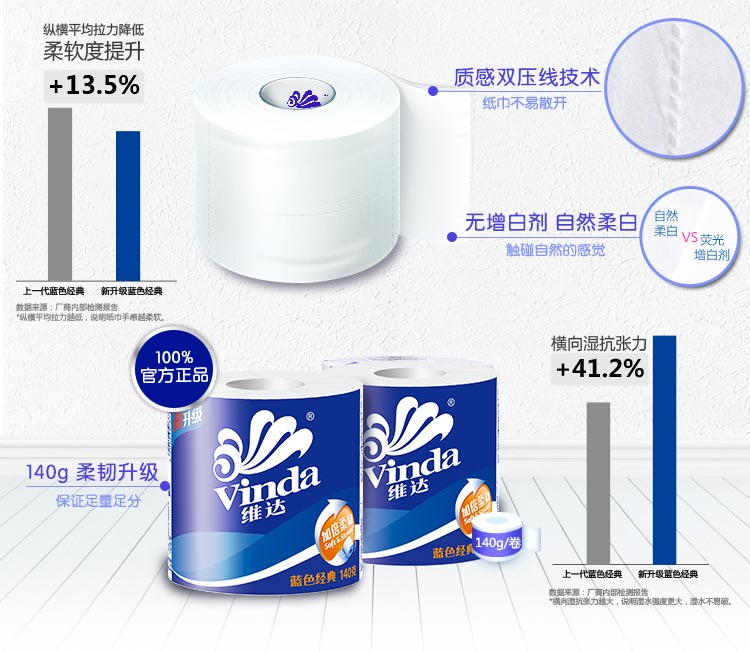 纵横平均拉力降低
柔软度提升
+13.5%
上一代蓝色经典
新升级蓝色经典
数据来源：厂商内部检测报告
*纵横平均拉力越低，说明纸巾手感越柔软。
质感双压线技术
纸巾不易散开
无增白剂 自然柔白
触碰自然的感觉
自然
柔白
VS
荧光
增白剂
100%
官方正品
140g 柔韧升级
保证足量足分
升级
®
Vinda
维达
加倍柔韧
Soft & Strong
蓝色经典 140克
®
Vinda
维达
加倍柔
蓝色经
140g/卷
横向湿抗张力
+41.2%
上一代蓝色经典
新升级蓝色经典
数据来源：厂商内部检测报告
*横向湿抗张力越大，说明湿水强度更大，湿水不易破。